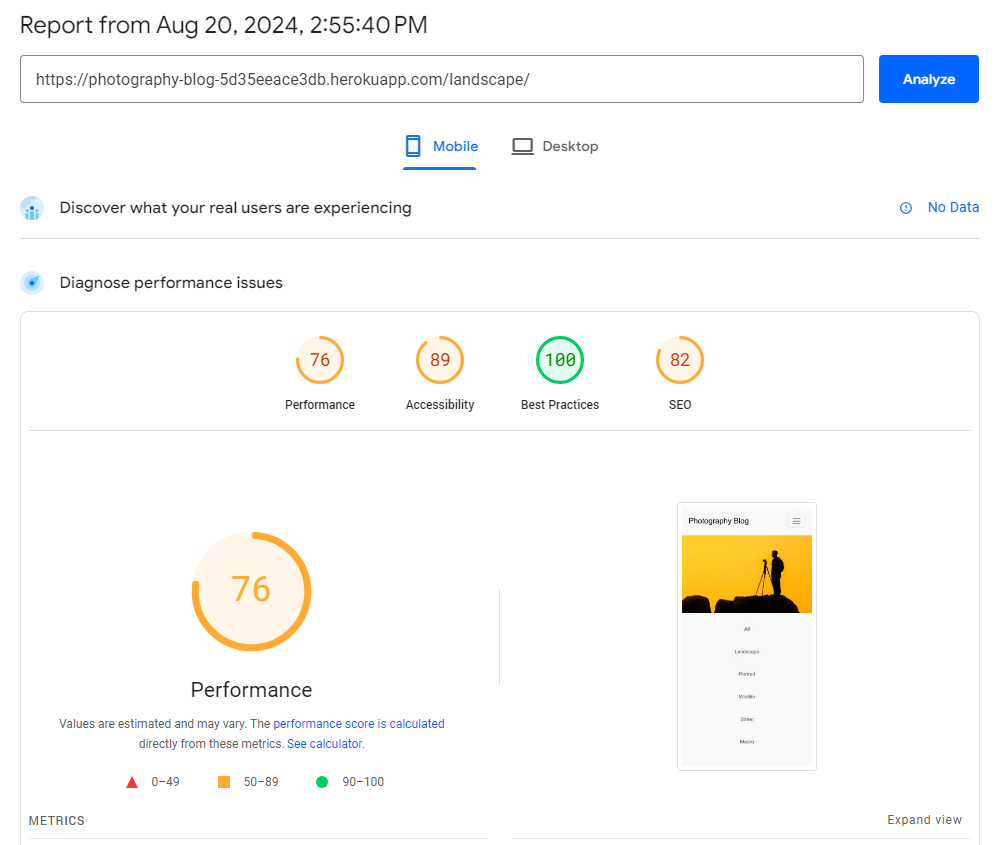 Report from Aug 20, 2024, 2:55:40 PM
https://photography-blog-5d35eeace3db.herokuapp.com/landscape/
Analyze
Mobile
Desktop
Discover what your real users are experiencing
No Data
Diagnose performance issues
76
89
100
82
Performance
Accessibility
Best Practices
SEO
76
Performance
Values are estimated and may vary. The performance score is calculated
directly from these metrics. See calculator.
0–49
50–89
90–100
Photography Blog
All
Landscape
Portrait
Wildlife
Street
Macro
METRICS
Expand view